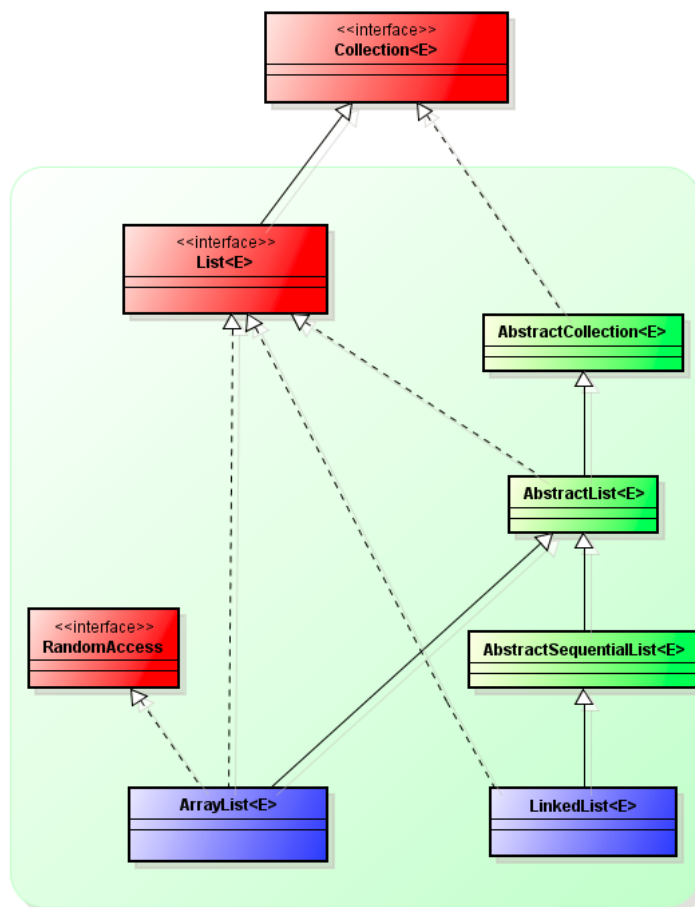 <<interface>>
Collection<E>
<<interface>>
List<E>
AbstractCollection<E>
AbstractList<E>
<<interface>>
RandomAccess
AbstractSequentialList<E>
ArrayList<E>
LinkedList<E>